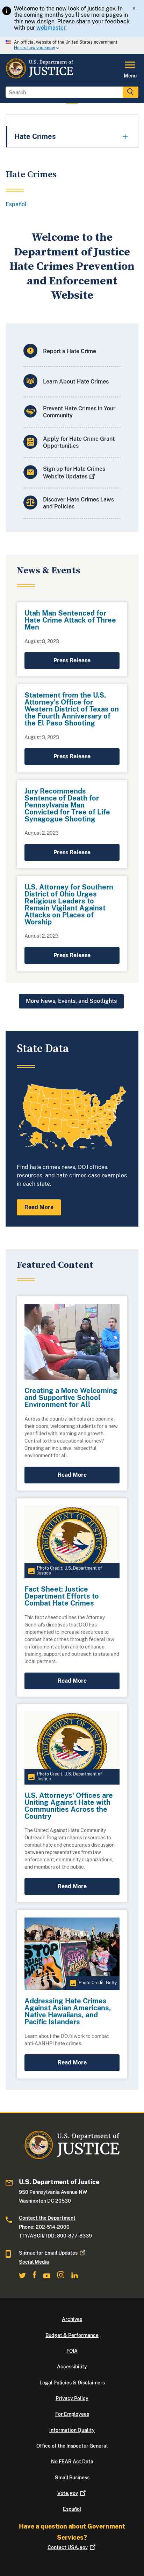 Welcome to the new look of justice.gov. In
the coming months you'll see more pages in
this new design. Please share your feedback
with our webmaster.
×
An official website of the United States government
Here's how you know
U.S. Department of
JUSTICE
Menu
Search
Hate Crimes
+
Hate Crimes
Español
Welcome to the
Department of Justice
Hate Crimes Prevention
and Enforcement
Website
Report a Hate Crime
Learn About Hate Crimes
Prevent Hate Crimes in Your
Community
Apply for Hate Crime Grant
Opportunities
Sign up for Hate Crimes
Website Updates
Discover Hate Crimes Laws
and Policies
News & Events
Utah Man Sentenced for
Hate Crime Attack of Three
Men
August 8, 2023
Press Release
Statement from the U.S.
Attorney's Office for
Western District of Texas on
the Fourth Anniversary of
the El Paso Shooting
August 3, 2023
Press Release
Jury Recommends
Sentence of Death for
Pennsylvania Man
Convicted for Tree of Life
Synagogue Shooting
August 2, 2023
Press Release
U.S. Attorney for Southern
District of Ohio Urges
Religious Leaders to
Remain Vigilant Against
Attacks on Places of
Worship
August 2, 2023
Press Release
More News, Events, and Spotlights
State Data
Find hate crimes news, DOJ offices,
resources, and hate crimes case examples
in each state.
Read More
Featured Content
Creating a More Welcoming
and Supportive School
Environment for All
Across the country, schools are opening
their doors, welcoming students to a new
year filled with learning and growth.
Central to this educational journey?
Creating an inclusive, respectful
environment for all.
Read More
Photo Credit: U.S. Department of
Justice
Fact Sheet: Justice
Department Efforts to
Combat Hate Crimes
This fact sheet outlines the Attorney
General's directives that DOJ has
implemented to increase resources to
combat hate crimes through federal law
enforcement action and to enhance
training, support, and outreach to state and
local partners.
Read More
Photo Credit: U.S. Department of
Justice
U.S. Attorneys' Offices are
Uniting Against Hate with
Communities Across the
Country
The United Against Hate Community
Outreach Program shares resources to
combat hate and encourages discussion
between representatives from law
enforcement, community organizations,
and members of the public.
Read More
STOP
Photo Credit: Getty
Addressing Hate Crimes
Against Asian Americans,
Native Hawaiians, and
Pacific Islanders
Learn about the DOJ's work to combat
anti-AANHPI hate crimes.
Read More
U.S. Department of
JUSTICE
U.S. Department of Justice
950 Pennsylvania Avenue NW
Washington DC 20530
Contact the Department
Phone: 202-514-2000
TTY/ASCII/TDD: 800-877-8339
Signup for Email Updates
Social Media
Archives
Budget & Performance
FOIA
Accessibility
Legal Policies & Disclaimers
Privacy Policy
For Employees
Information Quality
Office of the Inspector General
No FEAR Act Data
Small Business
Vote.gov
Español
Have a question about Government
Services?
Contact USA.gov